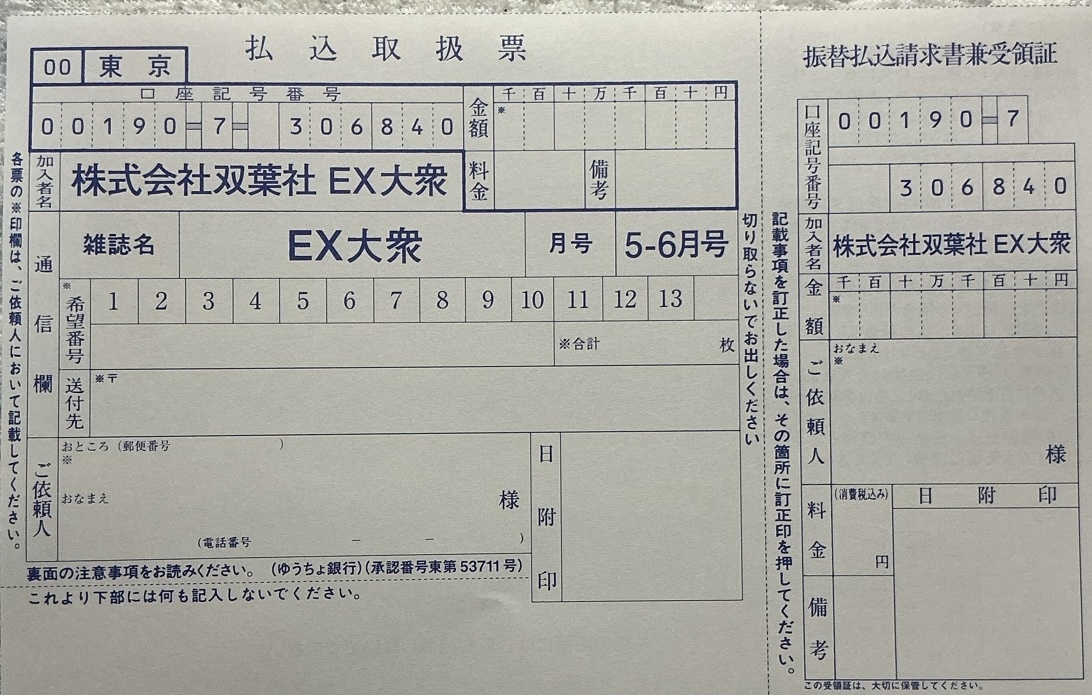 払込取扱票
00 東京
口座記号番号
00190=7= 306840
金額
千百十万千百十円
※
加入者名
株式会社双葉社 EX大衆
料金
備考
通信欄
雑誌名
EX大衆
月号
5-6月号
※希望番号
1 2 3 4 5 6 7 8 9 10 11 12 13
※合計 枚
送付先
※〒
ご依頼人
おところ(郵便番号 )
※
おなまえ
様
(電話番号 ー ー )
日附印
裏面の注意事項をお読みください。(ゆうちょ銀行)(承認番号東第53711号)
これより下部には何も記入しないでください。
各票の※印欄は、ご依頼人において記載してください。
切り取らないでお出しください
記載事項を訂正した場合は、その箇所に訂正印を押してください。
振替払込請求書兼受領証
口座記号番号
00190=7
306840
加入者名
株式会社双葉社 EX大衆
金額
千百十万千百十円
※
ご依頼人
おなまえ
※
様
料金
(消費税込み)
円
日附印
備考
この受領証は、大切に保管してください。